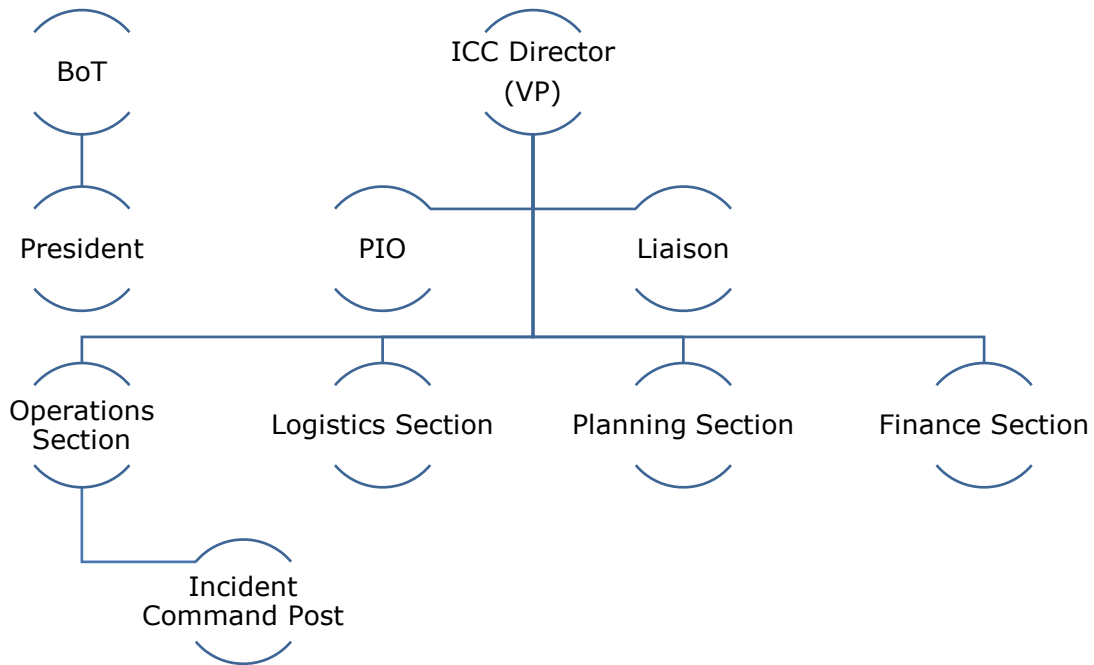 BoT
ICC Director
(VP)
President
PIO
Liaison
Operations
Section
Logistics Section
Planning Section
Finance Section
Incident
Command Post